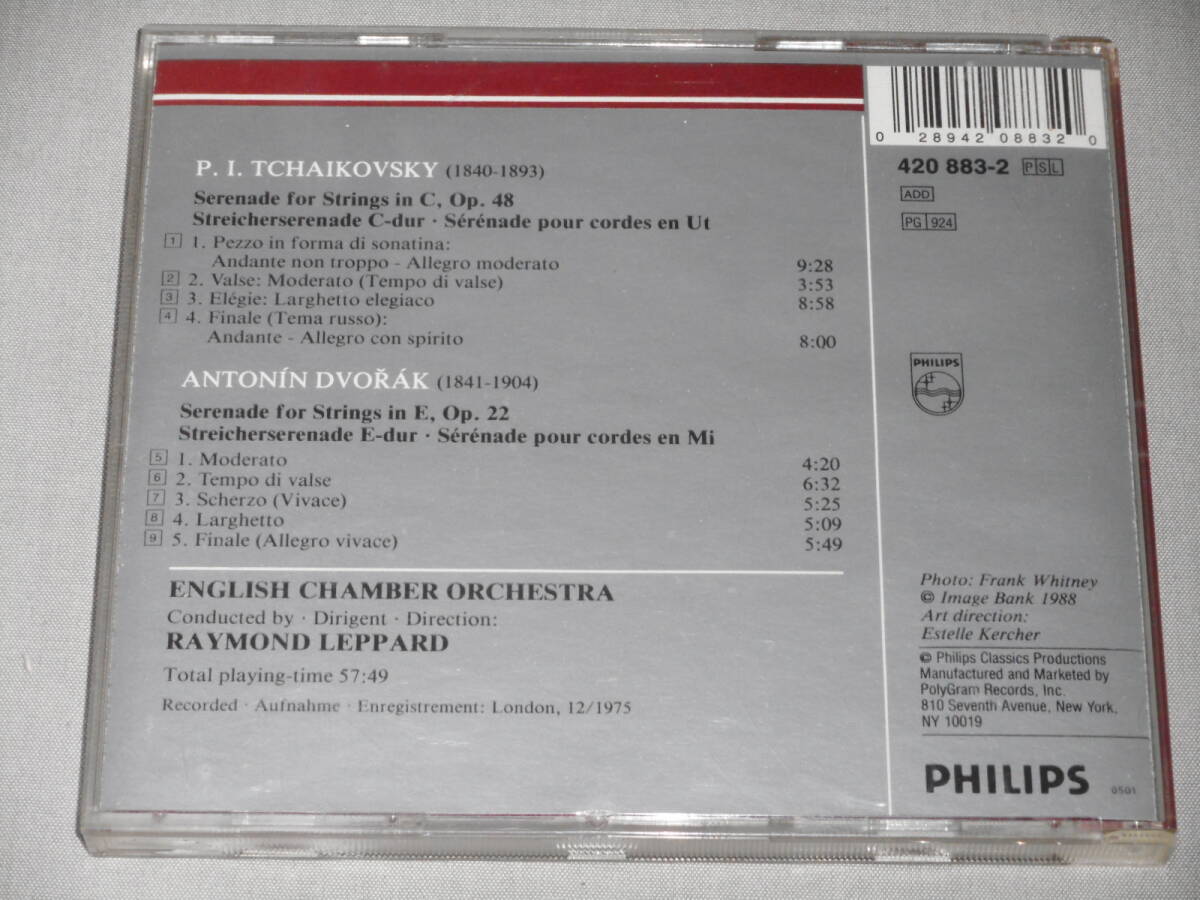 P. I. TCHAIKOVSKY (1840-1893)
Serenade for Strings in C, Op. 48
Streicherserenade C-dur · Sérénade pour cordes en Ut
1 1. Pezzo in forma di sonatina:
Andante non troppo - Allegro moderato 9:28
2 2. Valse: Moderato (Tempo di valse) 3:53
3 3. Elégie: Larghetto elegiaco 8:58
4 4. Finale (Tema russo):
Andante - Allegro con spirito 8:00
ANTONÍN DVOŘÁK (1841-1904)
Serenade for Strings in E, Op. 22
Streicherserenade E-dur · Sérénade pour cordes en Mi
5 1. Moderato 4:20
6 2. Tempo di valse 6:32
7 3. Scherzo (Vivace) 5:25
8 4. Larghetto 5:09
9 5. Finale (Allegro vivace) 5:49
ENGLISH CHAMBER ORCHESTRA
Conducted by · Dirigent · Direction:
RAYMOND LEPPARD
Total playing-time 57:49
Recorded · Aufnahme · Enregistrement: London, 12/1975
0 28942 08832 0
420 883-2 PSL
ADD
PG 924
PHILIPS
Photo: Frank Whitney
© Image Bank 1988
Art direction:
Estelle Kercher
℗ Philips Classics Productions
Manufactured and Marketed by
PolyGram Records, Inc.
810 Seventh Avenue, New York,
NY 10019
PHILIPS 0501